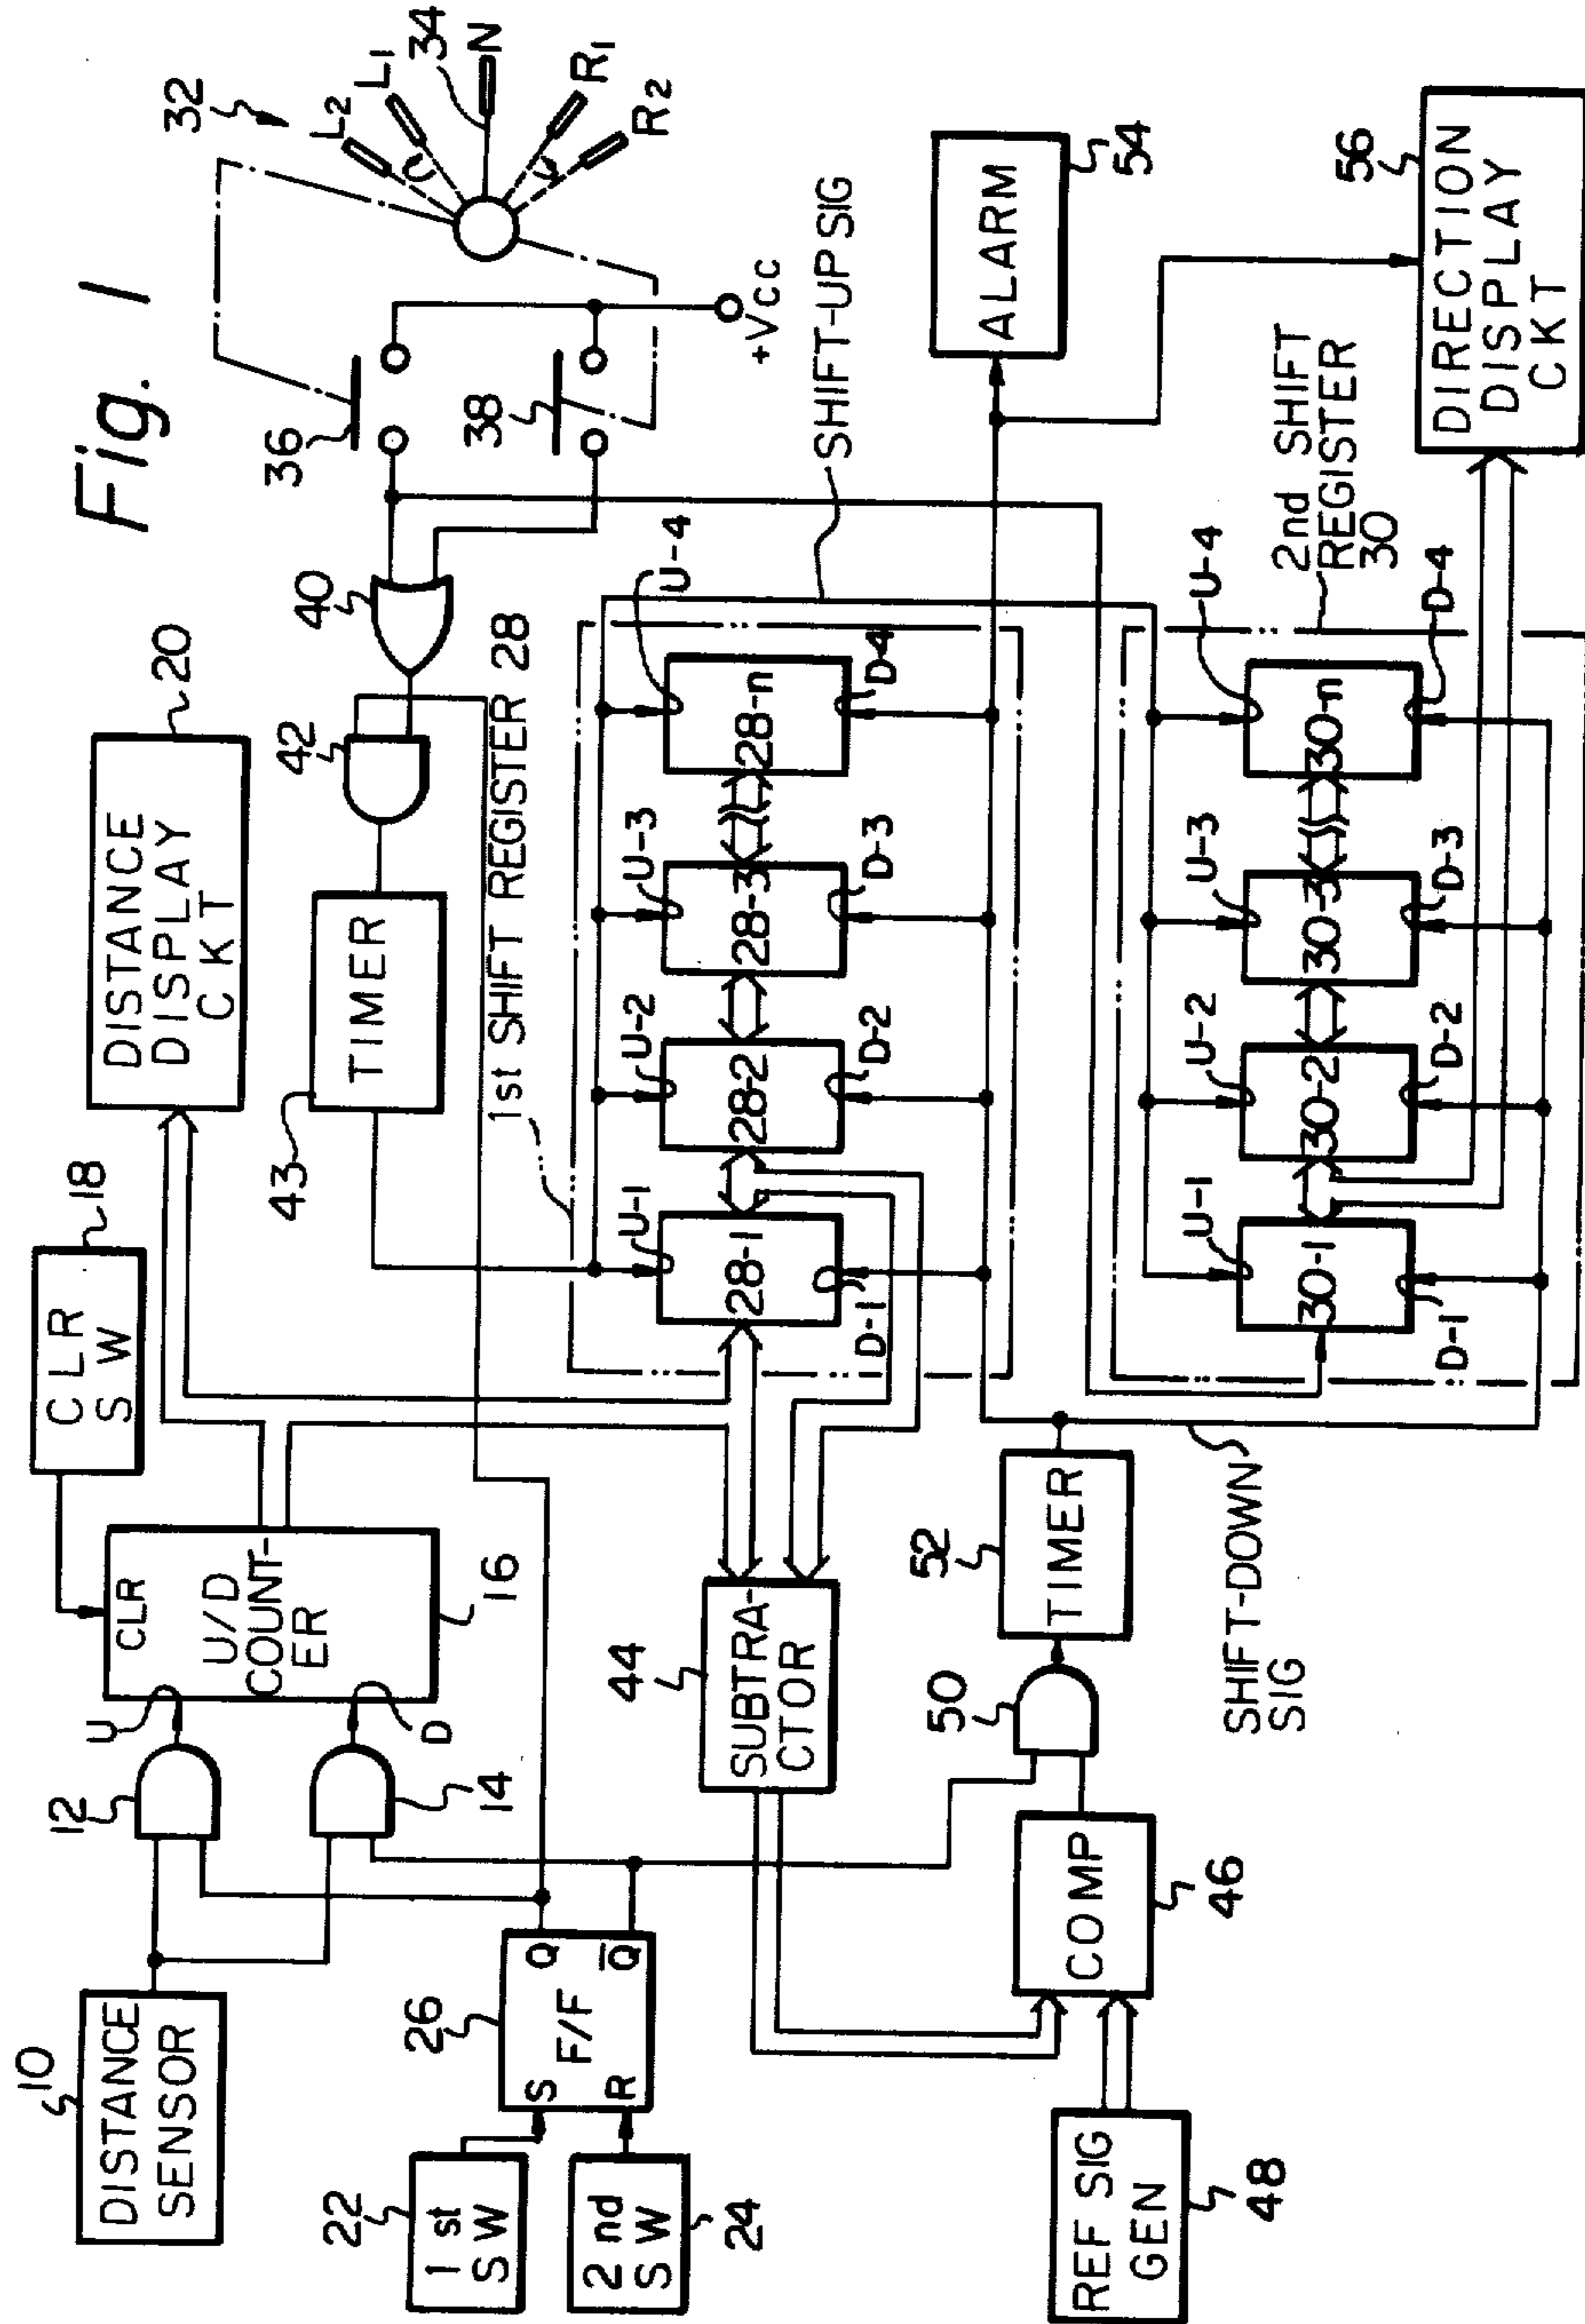 Fig. 1
10
DISTANCE
SENSOR
12
14
U
D
CLR
U/D
COUNT-
ER
16
CLR
SW
18
DISTANCE
DISPLAY
CKT
20
22
1st
SW
2nd
SW
24
26
S
R
F/F
Q
Q̅
43
TIMER
42
40
36
38
+Vcc
32
L2
L1
34
N
R1
R2
1st SHIFT REGISTER 28
U-1
U-2
U-3
U-4
28-1
28-2
28-3
28-n
D-1
D-2
D-3
D-4
SHIFT-UP SIG
44
SUBTRA-
CTOR
COMP
46
REF SIG
GEN
48
50
52
TIMER
SHIFT-DOWN
SIG
ALARM
54
2nd SHIFT
REGISTER
30
U-1
U-2
U-3
U-4
30-1
30-2
30-3
30-n
D-1
D-2
D-3
D-4
56
DIRECTION
DISPLAY
CKT